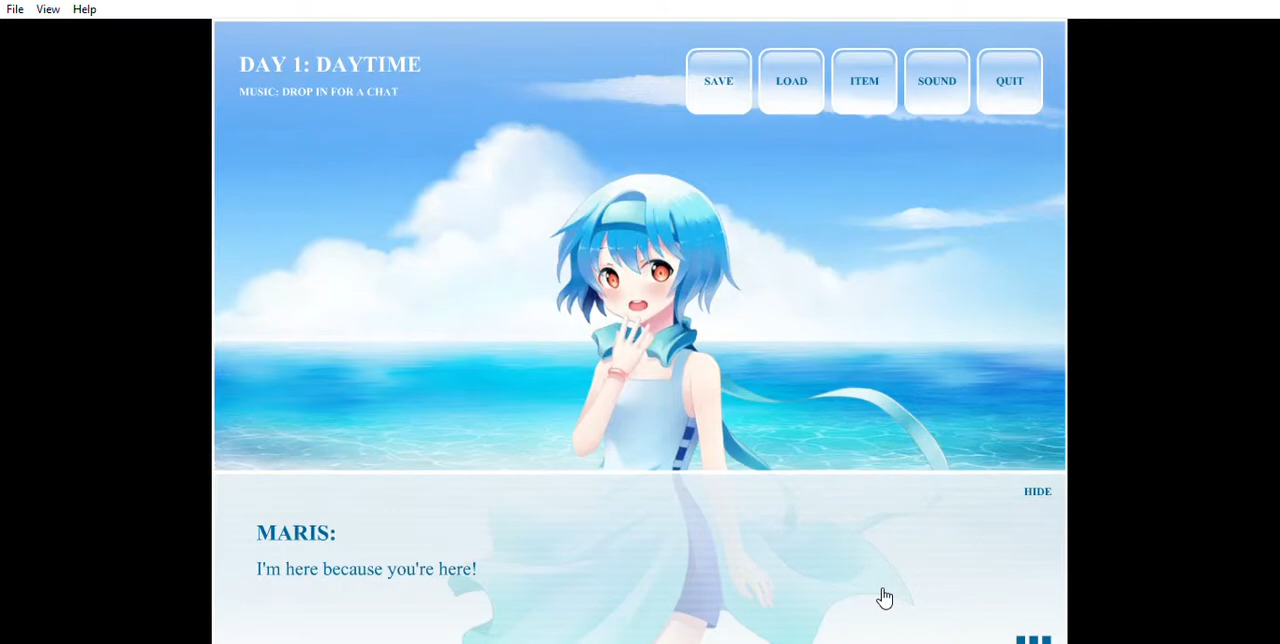 File View Help
DAY 1: DAYTIME
MUSIC: DROP IN FOR A CHAT
SAVE LOAD ITEM SOUND QUIT
HIDE
MARIS:
I'm here because you're here!